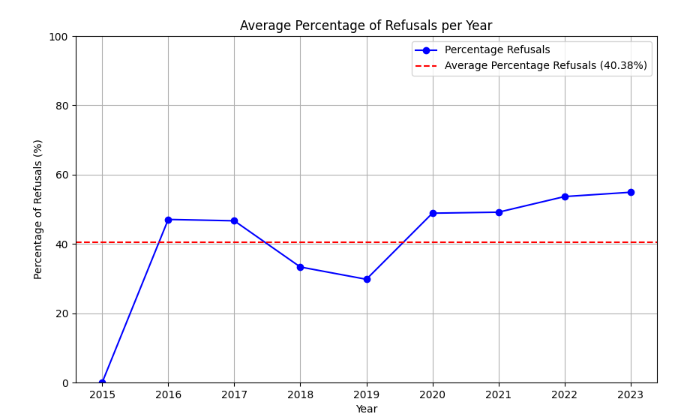 Average Percentage of Refusals per Year
Percentage Refusals
Average Percentage Refusals (40.38%)
Percentage of Refusals (%)
100
80
60
40
20
0
2015 2016 2017 2018 2019 2020 2021 2022 2023
Year